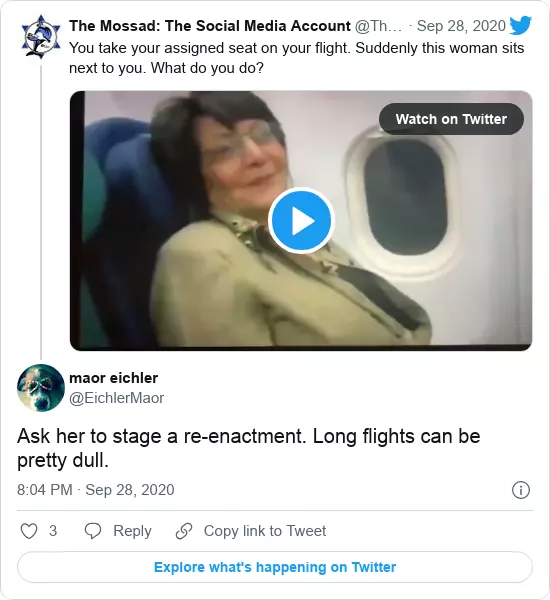 The Mossad: The Social Media Account @Th... · Sep 28, 2020
You take your assigned seat on your flight. Suddenly this woman sits
next to you. What do you do?
Watch on Twitter
maor eichler
@EichlerMaor
Ask her to stage a re-enactment. Long flights can be
pretty dull.
8:04 PM · Sep 28, 2020
3 Reply Copy link to Tweet
Explore what's happening on Twitter